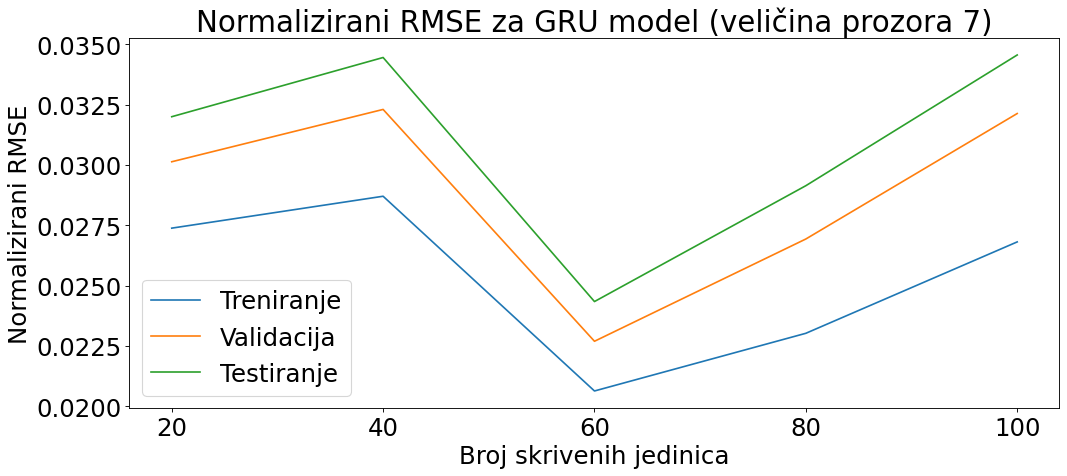 Normalizirani RMSE za GRU model (veličina prozora 7)
Normalizirani RMSE
0.0350
0.0325
0.0300
0.0275
0.0250
0.0225
0.0200
Treniranje
Validacija
Testiranje
20 40 60 80 100
Broj skrivenih jedinica